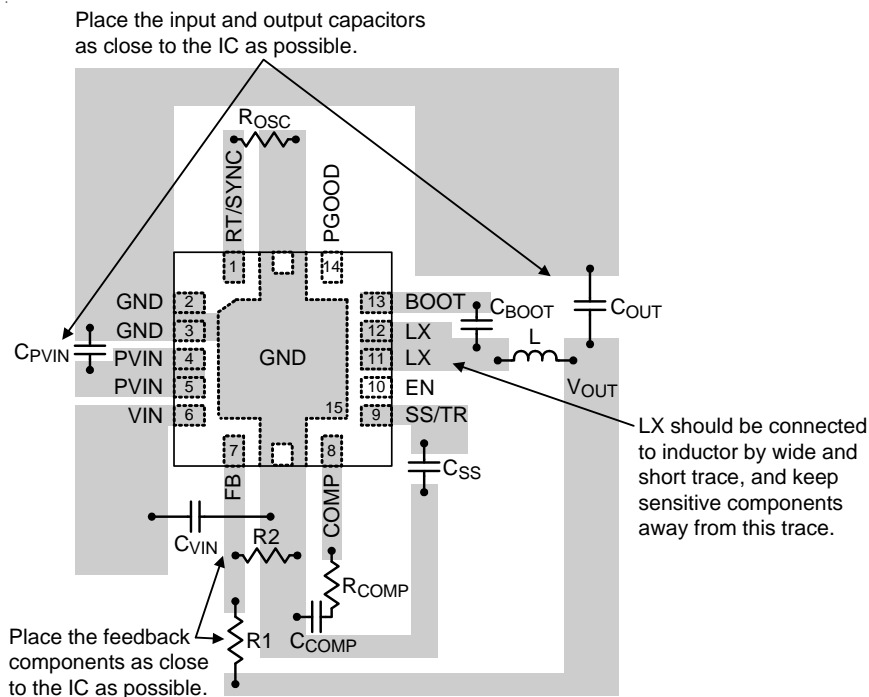 Place the input and output capacitors
as close to the IC as possible.
ROSC
RT/SYNC
PGOOD
1
14
GND 2
13 BOOT
CBOOT
COUT
GND 3
12 LX
CPVIN
PVIN 4
GND
11 LX
L
PVIN 5
10 EN
VOUT
VIN 6
15
9 SS/TR
LX should be connected
to inductor by wide and
short trace, and keep
sensitive components
away from this trace.
7
8
FB
COMP
CSS
CVIN
R2
RCOMP
CCOMP
R1
Place the feedback
components as close
to the IC as possible.